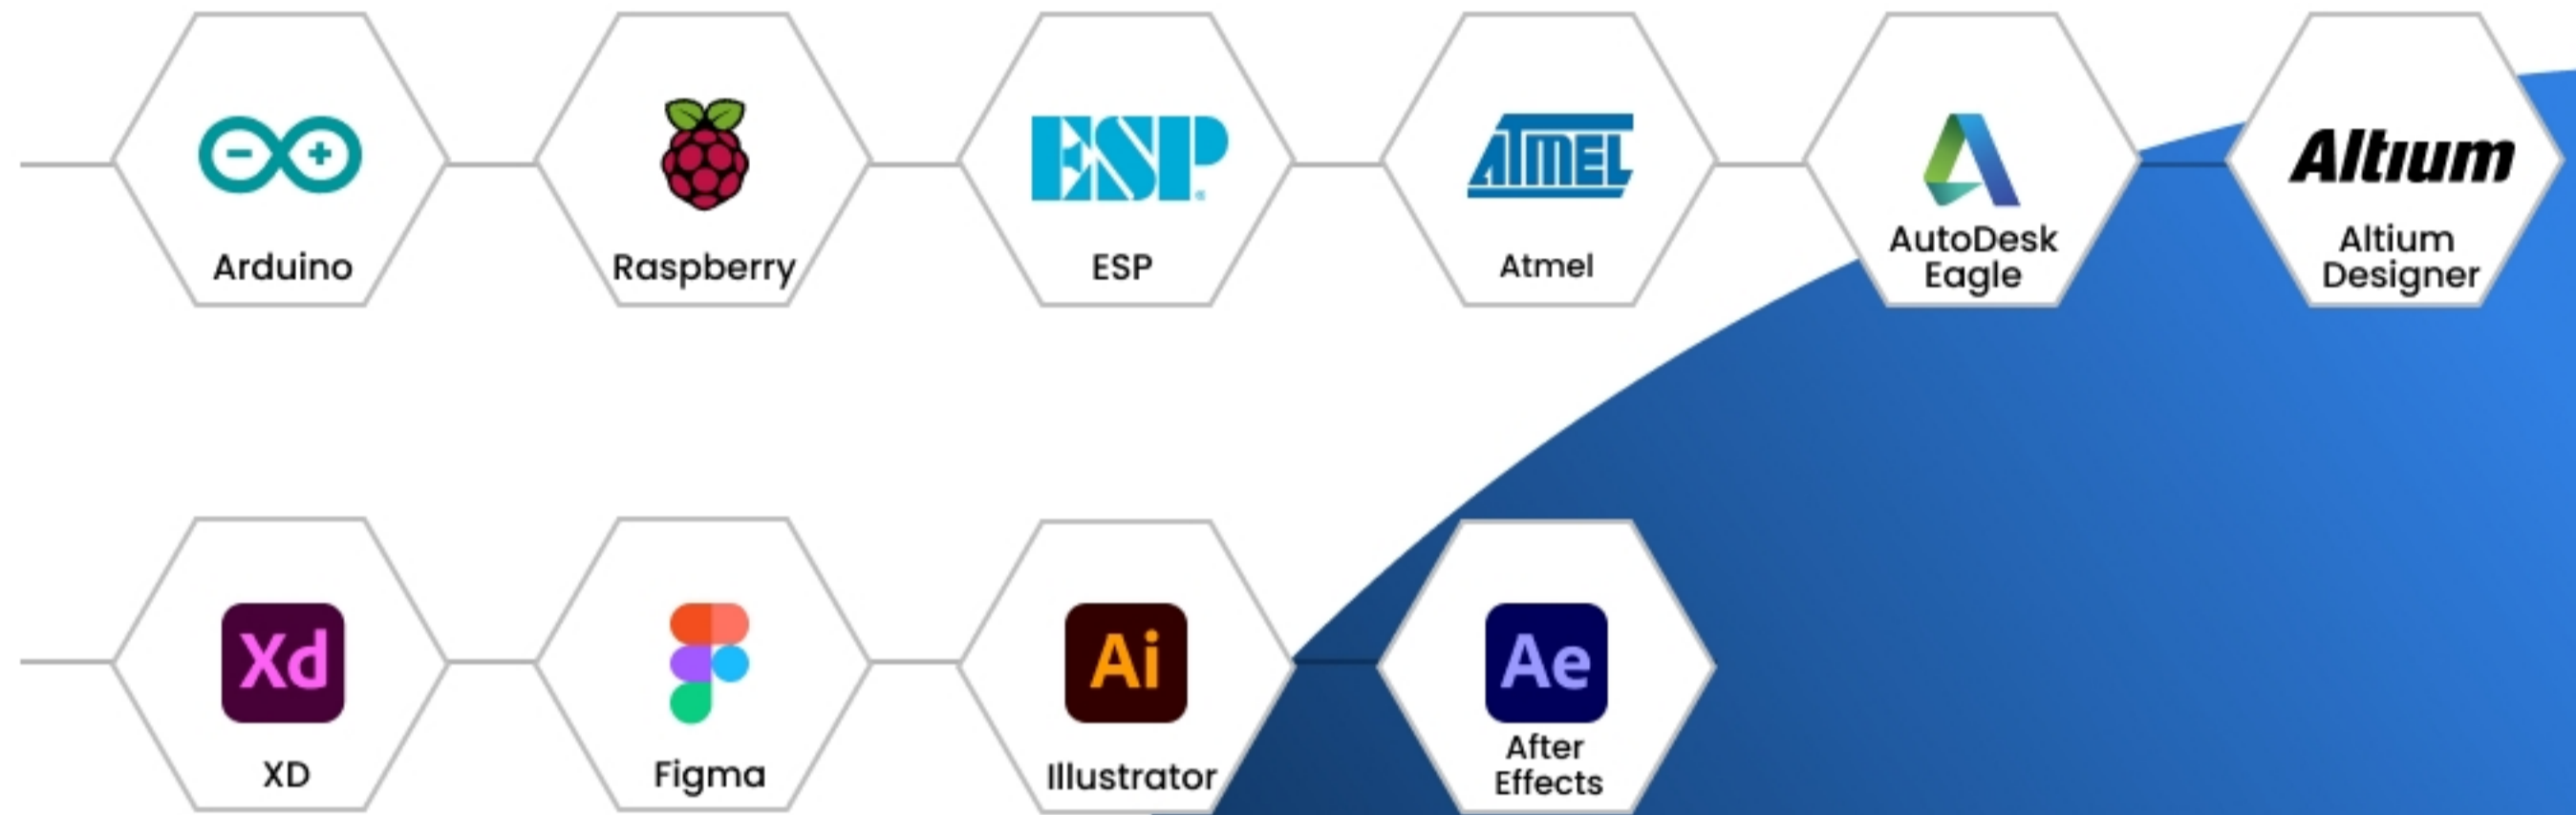 ESP
ATMEL
Altium
Arduino
Raspberry
ESP
Atmel
AutoDesk
Eagle
Altium
Designer
Xd
Ai
Ae
XD
Figma
Illustrator
After
Effects